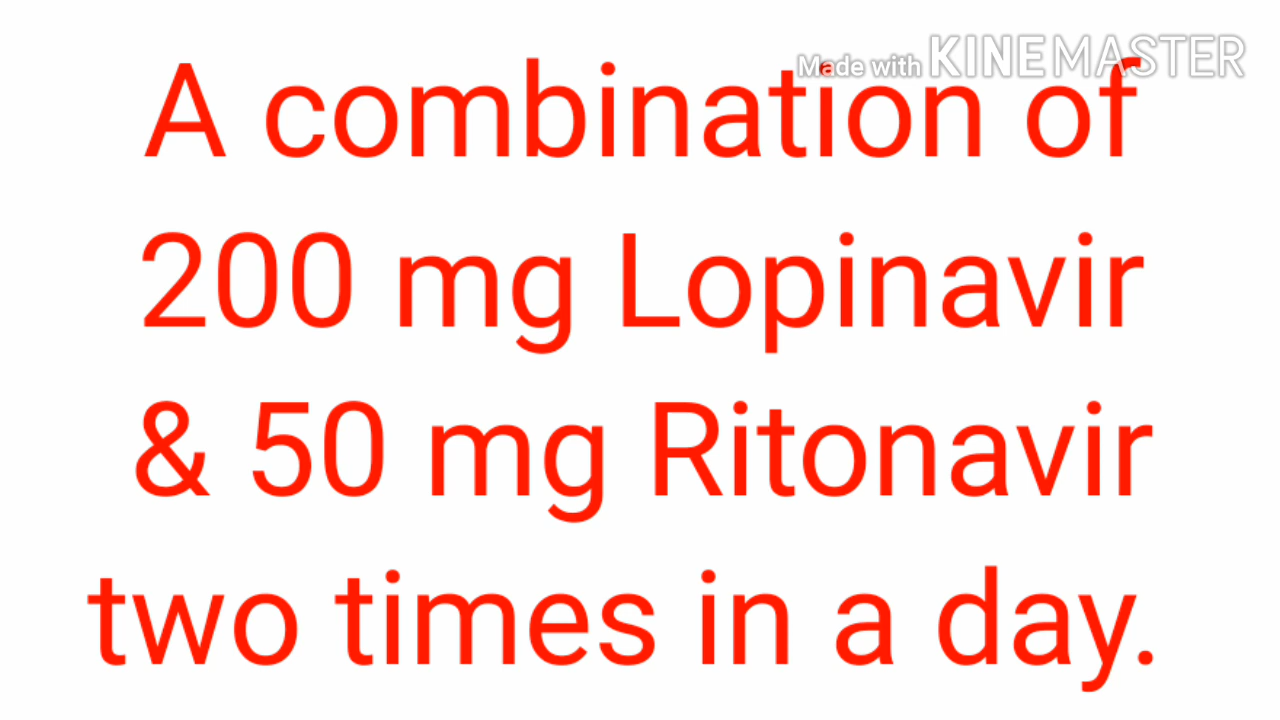 Made with KINEMASTER
A combination of
200 mg Lopinavir
& 50 mg Ritonavir
two times in a day.